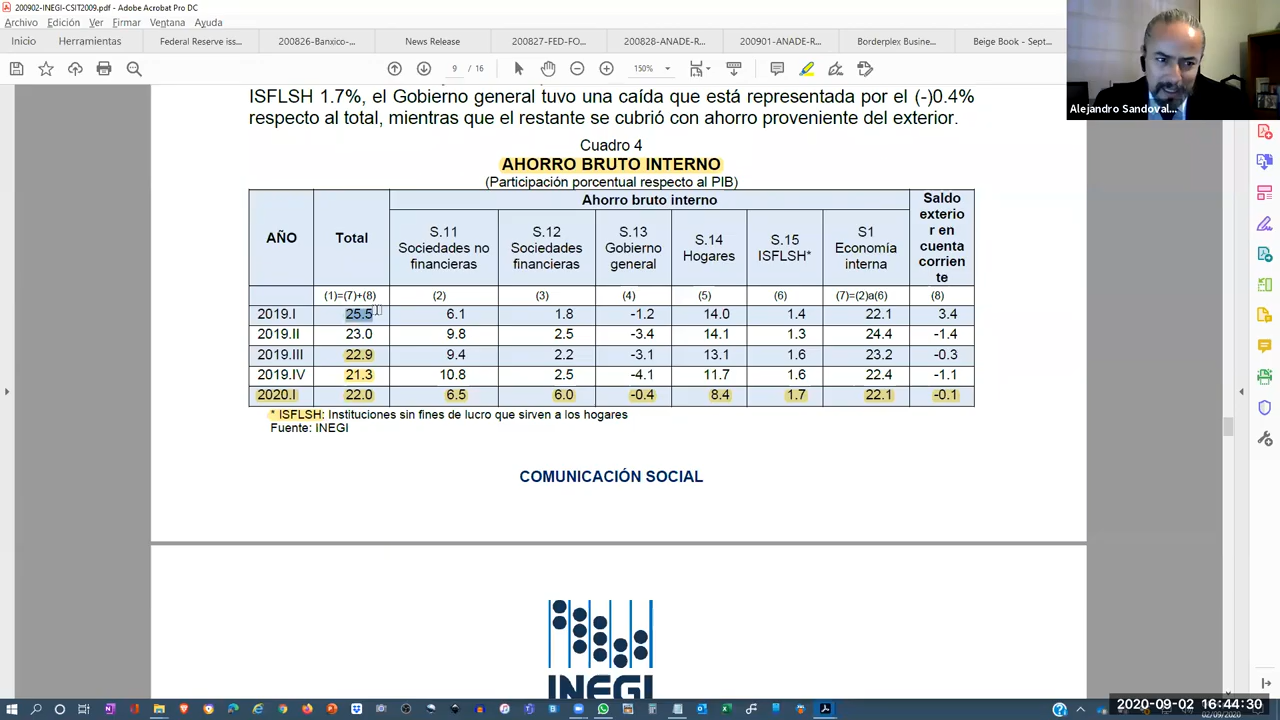 200902-INEGI-CSIT2009.pdf - Adobe Acrobat Pro DC
Archivo Edición Ver Firmar Ventana Ayuda
Inicio Herramientas Federal Reserve iss... 200826-Banxico-... News Release 200827-FED-FO... 200828-ANADE-R... 200901-ANADE-R... Borderplex Busine... Beige Book - Sept...
9 / 16 150%
Alejandro Sandoval...
ISFLSH 1.7%, el Gobierno general tuvo una caída que está representada por el (-)0.4%
respecto al total, mientras que el restante se cubrió con ahorro proveniente del exterior.
Cuadro 4
AHORRO BRUTO INTERNO
(Participación porcentual respecto al PIB)
AÑO
Total
Ahorro bruto interno
S.11
Sociedades no
financieras
S.12
Sociedades
financieras
S.13
Gobierno
general
S.14
Hogares
S.15
ISFLSH*
S1
Economía
interna
Saldo
exterio
r en
cuenta
corrien
te
(1)=(7)+(8) (2) (3) (4) (5) (6) (7)=(2)a(6) (8)
2019.I 25.5 6.1 1.8 -1.2 14.0 1.4 22.1 3.4
2019.II 23.0 9.8 2.5 -3.4 14.1 1.3 24.4 -1.4
2019.III 22.9 9.4 2.2 -3.1 13.1 1.6 23.2 -0.3
2019.IV 21.3 10.8 2.5 -4.1 11.7 1.6 22.4 -1.1
2020.I 22.0 6.5 6.0 -0.4 8.4 1.7 22.1 -0.1
* ISFLSH: Instituciones sin fines de lucro que sirven a los hogares
Fuente: INEGI
COMUNICACIÓN SOCIAL
INEGI
2020-09-02 16:44:30
02/09/2020